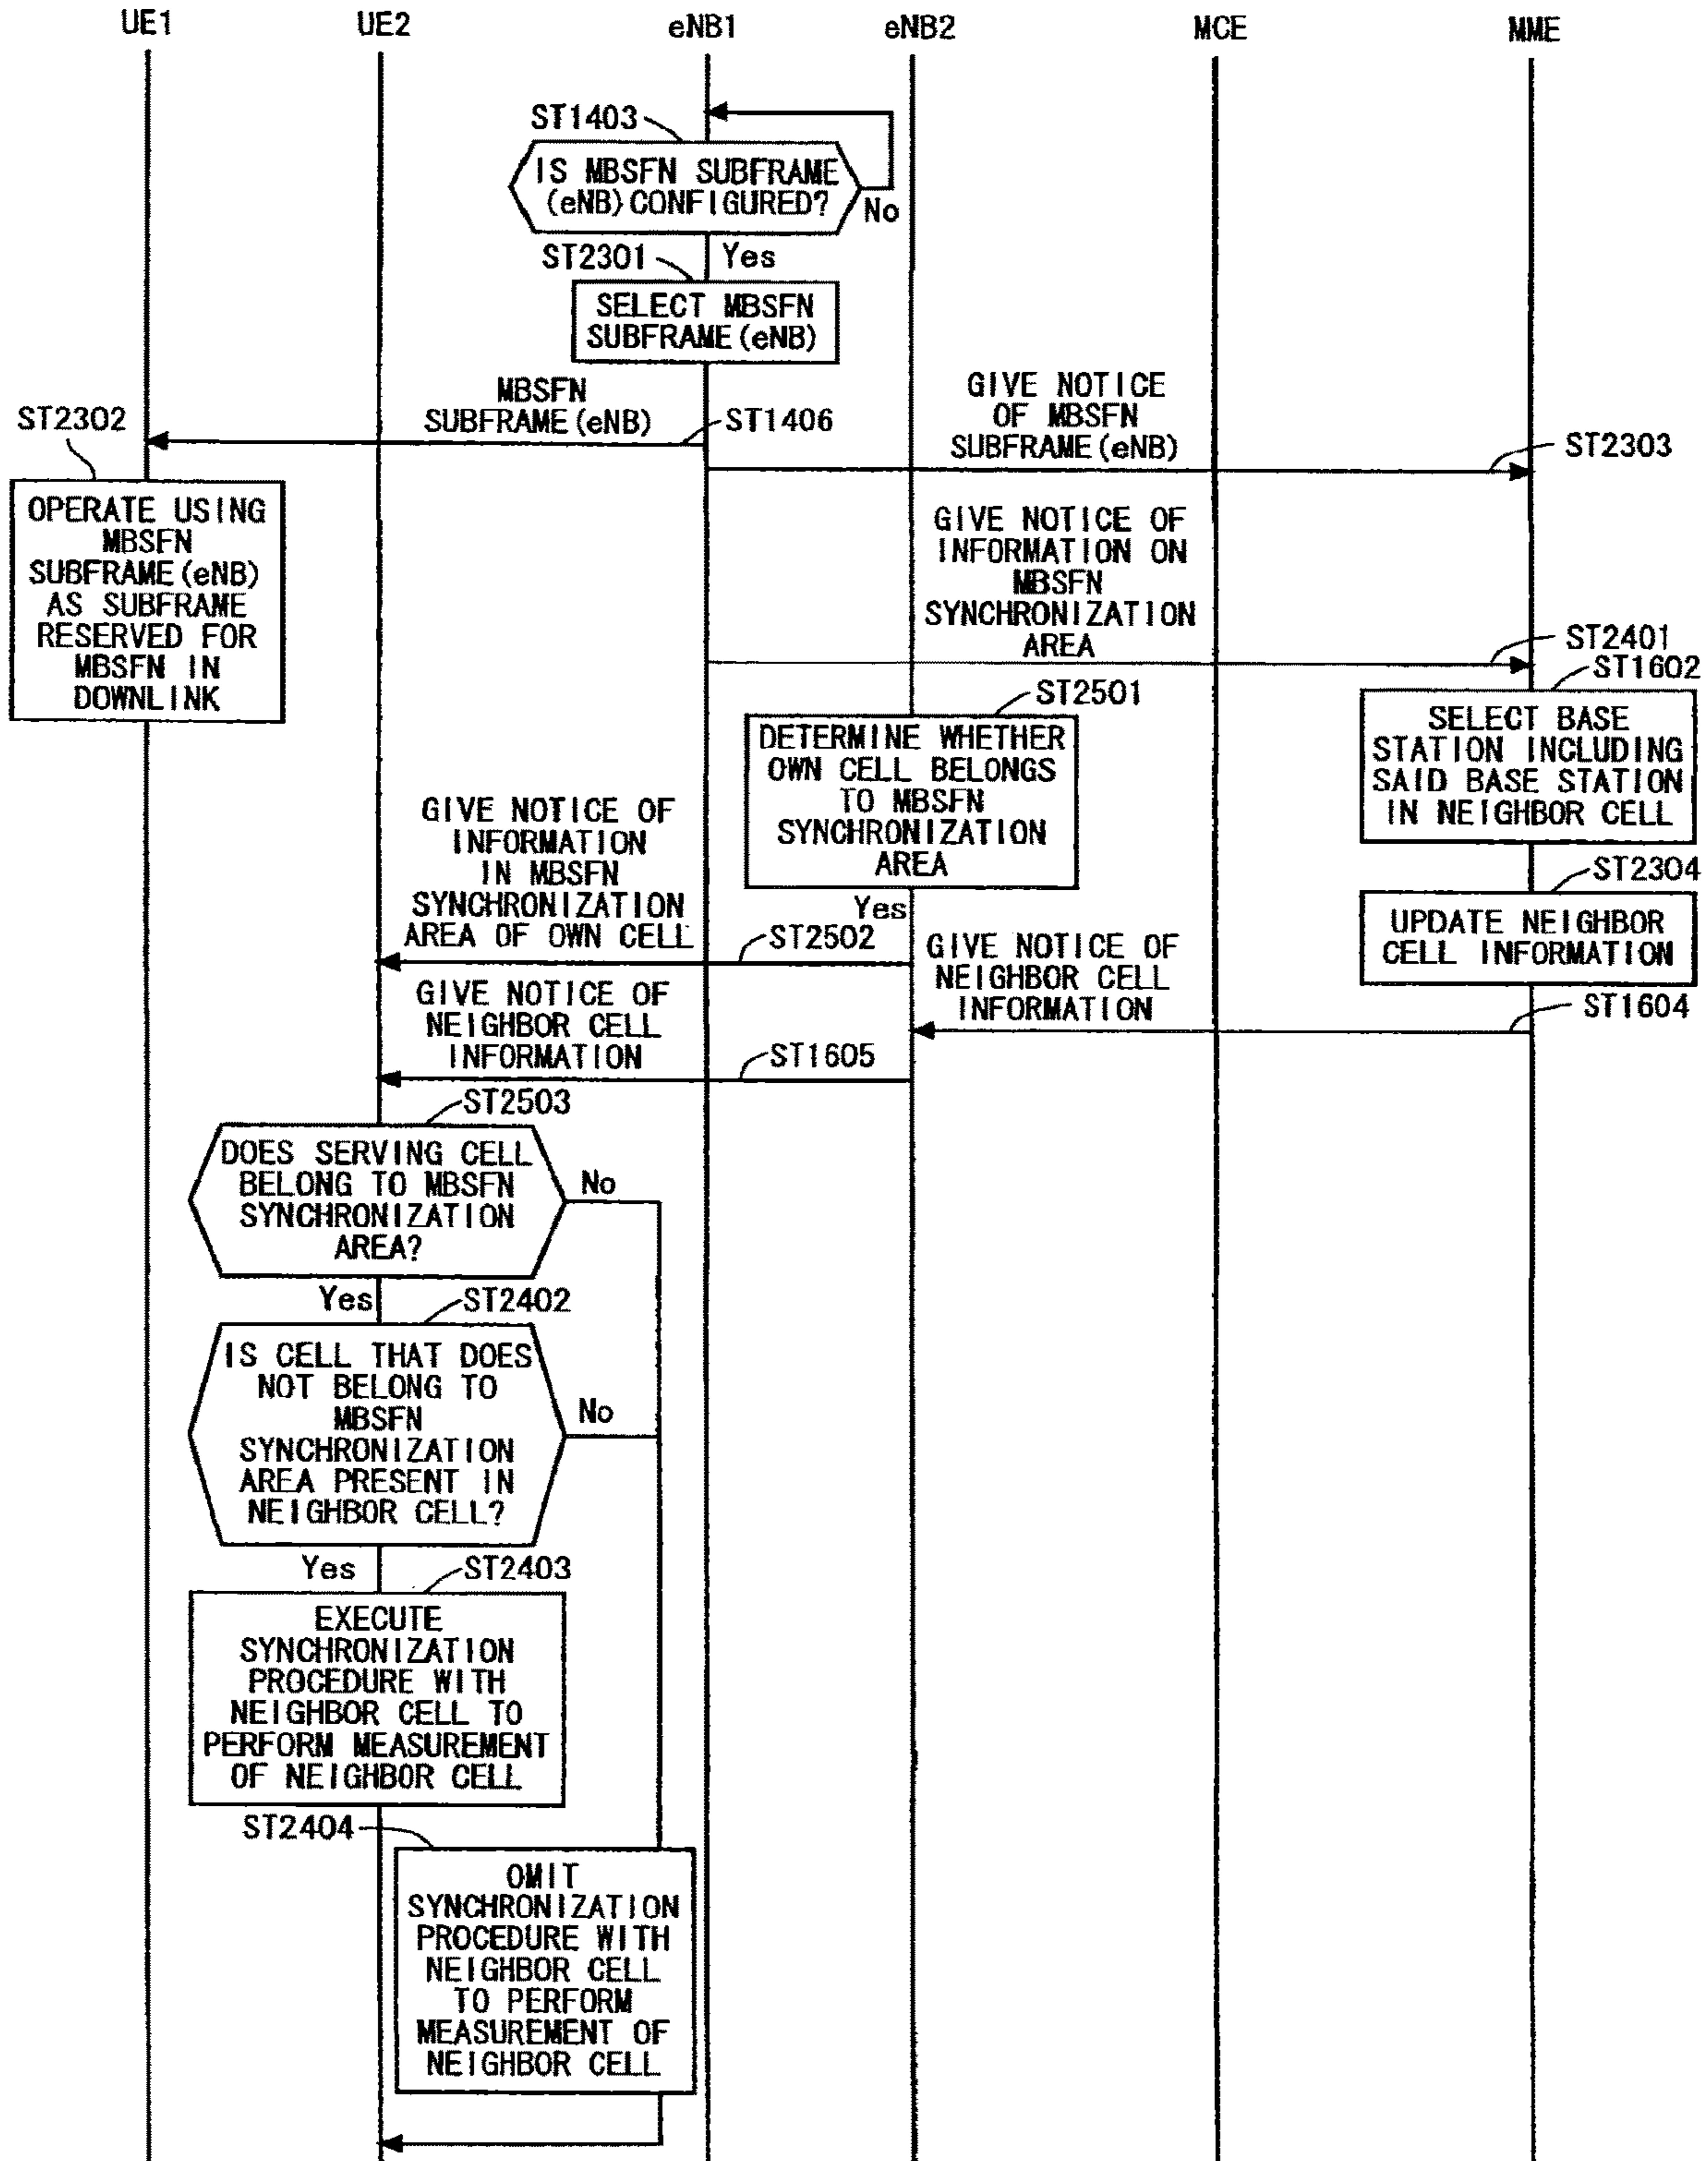 UE1
UE2
eNB1
eNB2
MCE
MME
ST1403
IS MBSFN SUBFRAME
(eNB) CONFIGURED?
No
Yes
ST2301
SELECT MBSFN
SUBFRAME (eNB)
MBSFN
SUBFRAME (eNB)
ST1406
ST2302
OPERATE USING
MBSFN
SUBFRAME (eNB)
AS SUBFRAME
RESERVED FOR
MBSFN IN
DOWNLINK
GIVE NOTICE
OF MBSFN
SUBFRAME (eNB)
ST2303
GIVE NOTICE OF
INFORMATION ON
MBSFN
SYNCHRONIZATION
AREA
ST2401
ST1602
SELECT BASE
STATION INCLUDING
SAID BASE STATION
IN NEIGHBOR CELL
ST2501
DETERMINE WHETHER
OWN CELL BELONGS
TO MBSFN
SYNCHRONIZATION
AREA
Yes
ST2304
UPDATE NEIGHBOR
CELL INFORMATION
GIVE NOTICE OF
INFORMATION
IN MBSFN
SYNCHRONIZATION
AREA OF OWN CELL
ST2502
GIVE NOTICE OF
NEIGHBOR CELL
INFORMATION
ST1604
GIVE NOTICE OF
NEIGHBOR CELL
INFORMATION
ST1605
ST2503
DOES SERVING CELL
BELONG TO MBSFN
SYNCHRONIZATION
AREA?
No
Yes
ST2402
IS CELL THAT DOES
NOT BELONG TO
MBSFN
SYNCHRONIZATION
AREA PRESENT IN
NEIGHBOR CELL?
No
Yes
ST2403
EXECUTE
SYNCHRONIZATION
PROCEDURE WITH
NEIGHBOR CELL TO
PERFORM MEASUREMENT
OF NEIGHBOR CELL
ST2404
OMIT
SYNCHRONIZATION
PROCEDURE WITH
NEIGHBOR CELL
TO PERFORM
MEASUREMENT OF
NEIGHBOR CELL